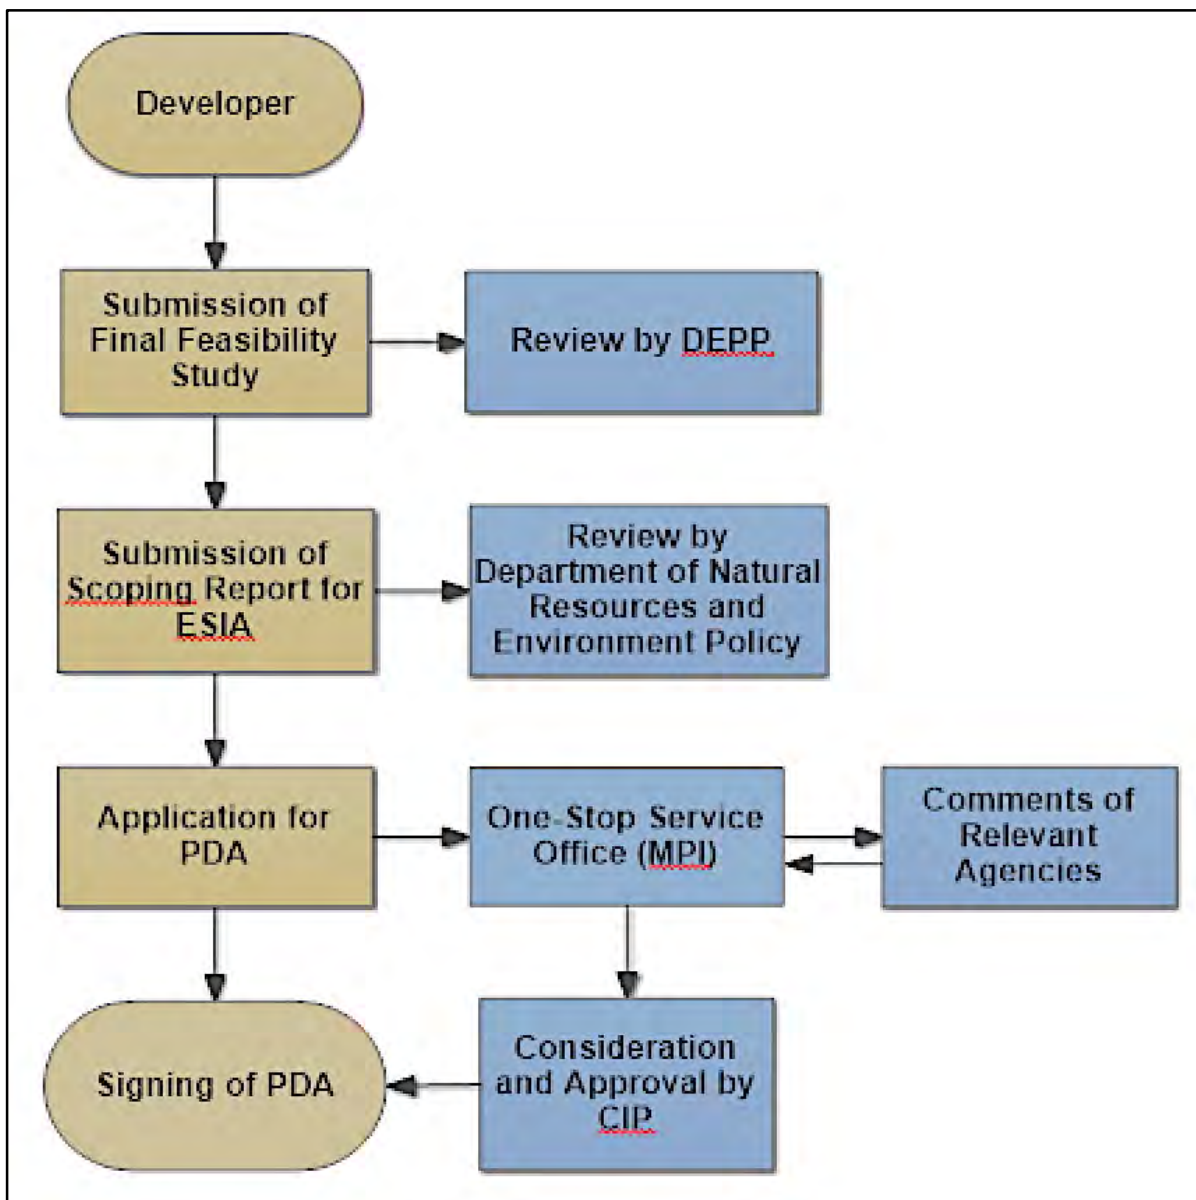 Developer
Submission of
Final Feasibility
Study
Review by DEPP
Submission of
Scoping Report for
ESIA
Review by
Department of Natural
Resources and
Environment Policy
Application for
PDA
One-Stop Service
Office (MPI)
Comments of
Relevant
Agencies
Signing of PDA
Consideration
and Approval by
CIP